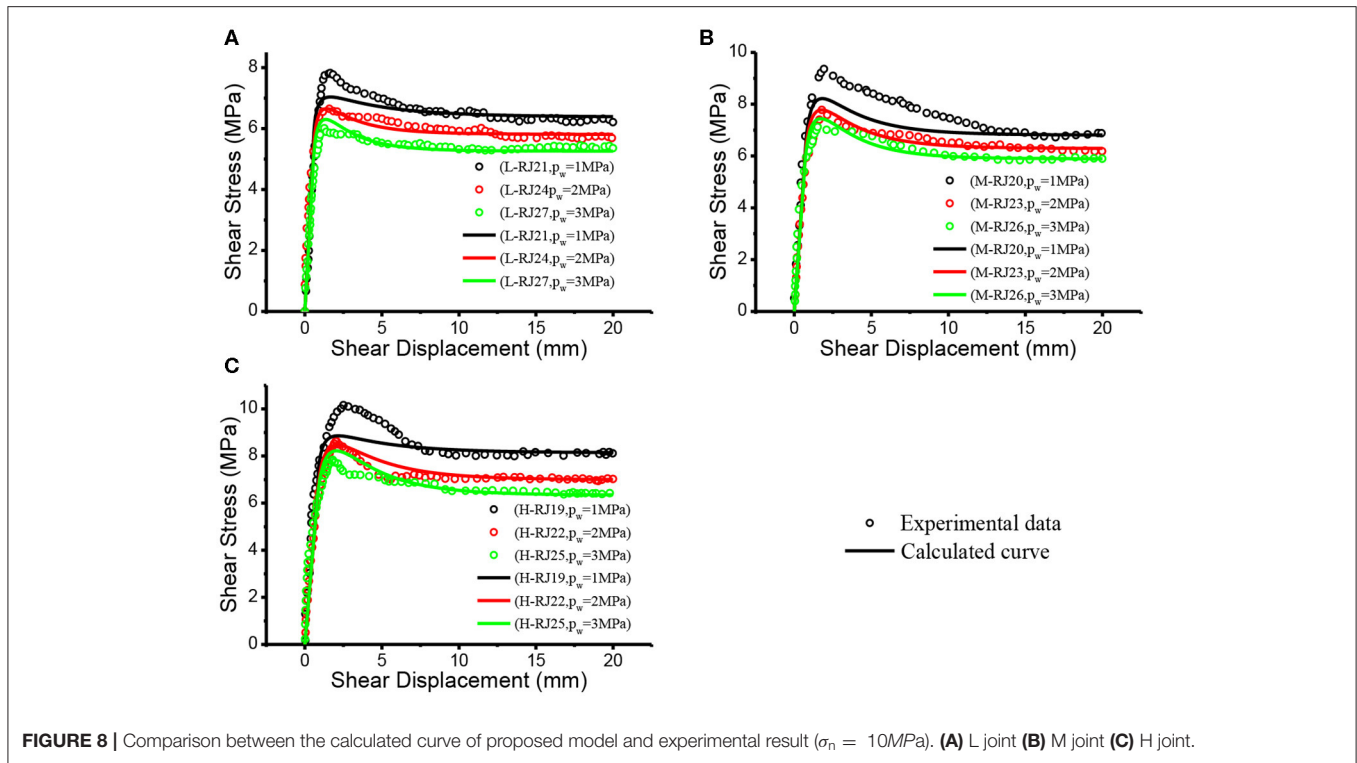 A
8
6
4
2
0
Shear Stress (MPa)
(L-RJ21,pw=1MPa)
(L-RJ24pw=2MPa)
(L-RJ27,pw=3MPa)
(L-RJ21,pw=1MPa)
(L-RJ24,pw=2MPa)
(L-RJ27,pw=3MPa)
0 5 10 15 20
Shear Displacement (mm)
B
10
8
6
4
2
0
Shear Stress (MPa)
(M-RJ20,pw=1MPa)
(M-RJ23,pw=2MPa)
(M-RJ26,pw=3MPa)
(M-RJ20,pw=1MPa)
(M-RJ23,pw=2MPa)
(M-RJ26,pw=3MPa)
0 5 10 15 20
Shear Displacement (mm)
C
10
8
6
4
2
0
Shear Stress (MPa)
(H-RJ19,pw=1MPa)
(H-RJ22,pw=2MPa)
(H-RJ25,pw=3MPa)
(H-RJ19,pw=1MPa)
(H-RJ22,pw=2MPa)
(H-RJ25,pw=3MPa)
0 5 10 15 20
Shear Displacement (mm)
Experimental data
Calculated curve
FIGURE 8 | Comparison between the calculated curve of proposed model and experimental result (σn = 10MPa). (A) L joint (B) M joint (C) H joint.